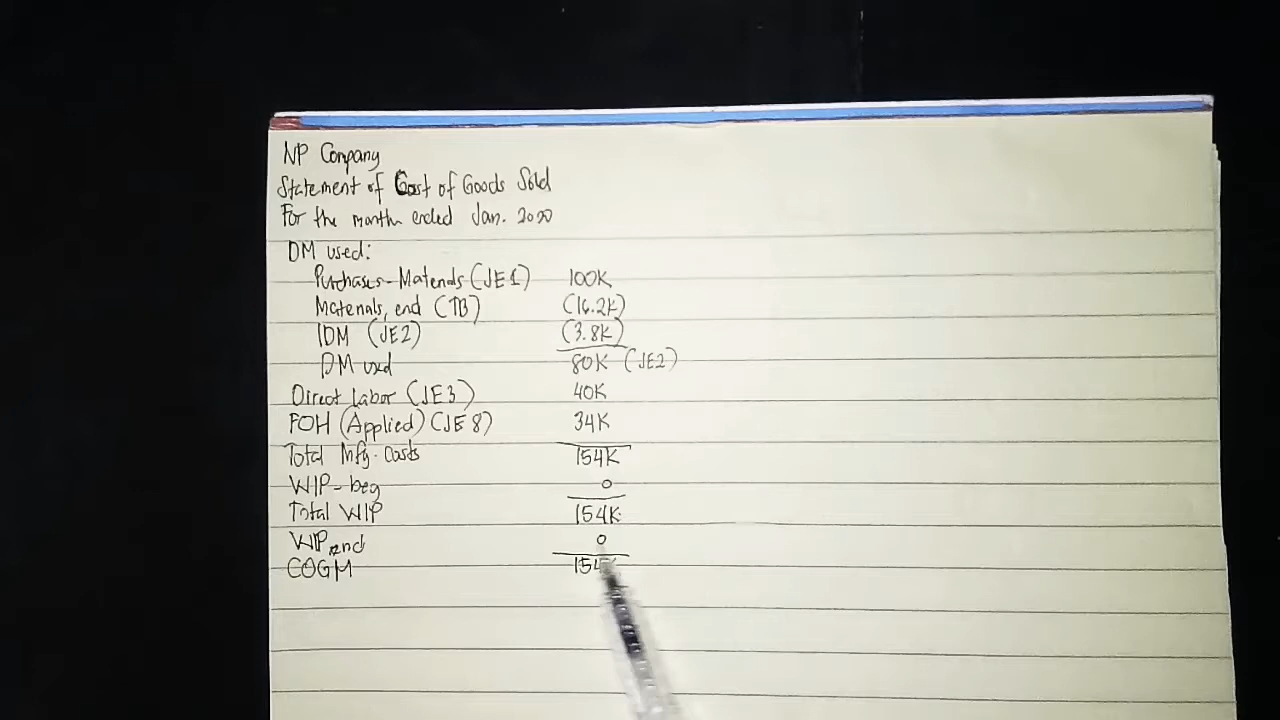 NP Company
Statement of Cost of Goods Sold
For the month ended Jan. 2020
DM used:
Purchases-Materials (JE1) 100K
Materials, end (TB) (16.2K)
IDM (JE2) (3.8K)
DM used 80K (JE2)
Direct Labor (JE3) 40K
FOH (Applied) (JE 8) 34K
Total Mfg. Costs 154K
WIP-beg 0
Total WIP 154K
WIP, end 0
COGM 154K